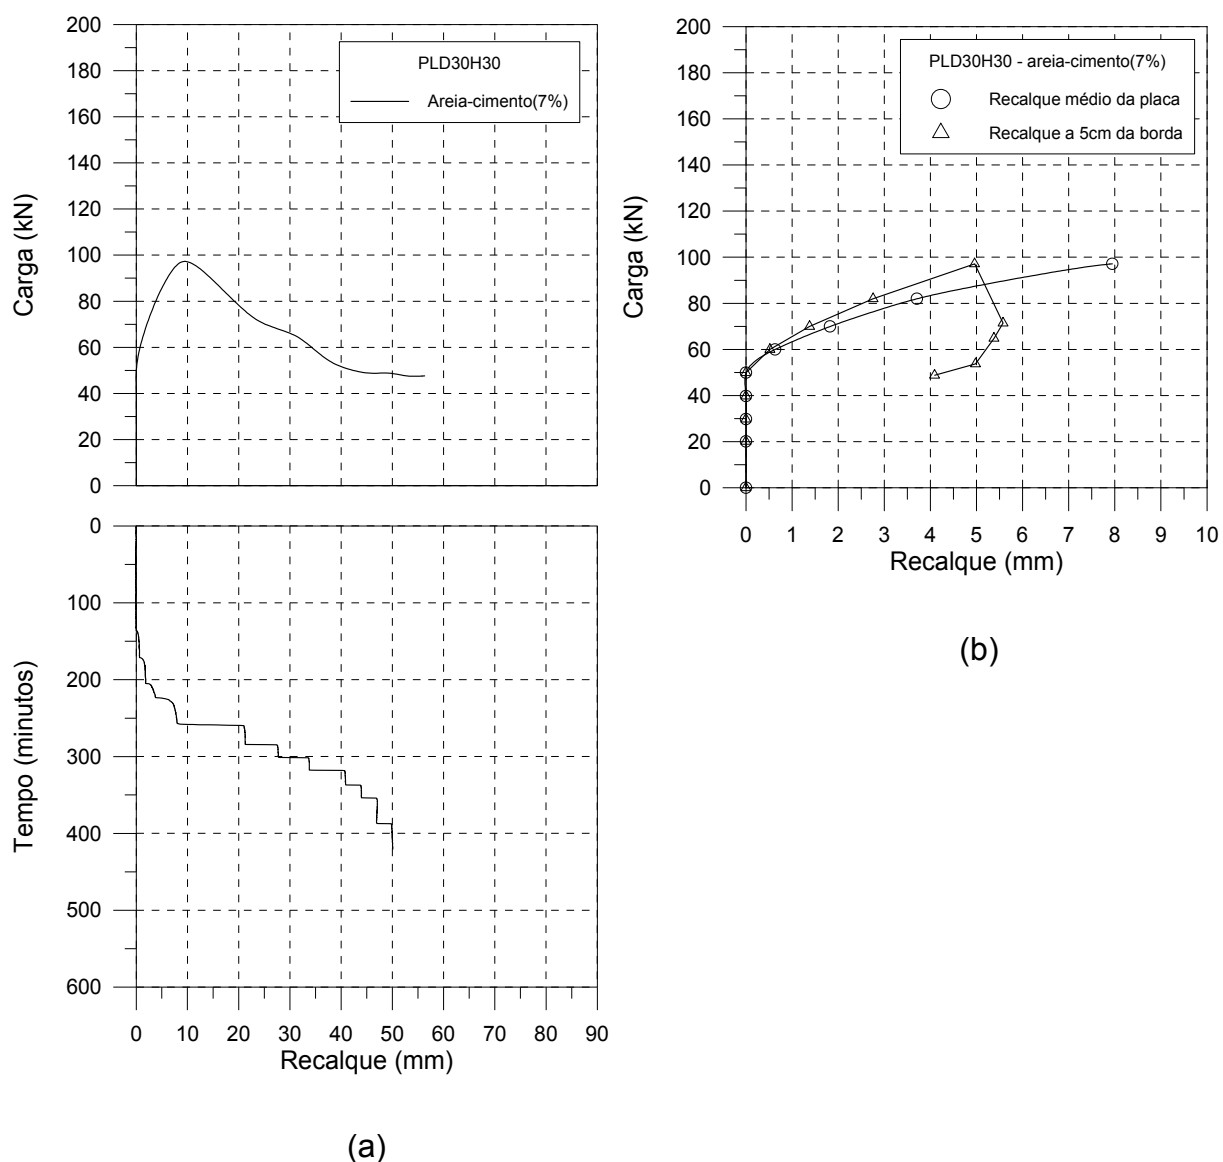 200
180
160
140
120
100
80
60
40
20
0
Carga (kN)
PLD30H30
Areia-cimento(7%)
0
100
200
300
400
500
600
Tempo (minutos)
0 10 20 30 40 50 60 70 80 90
Recalque (mm)
(a)
200
180
160
140
120
100
80
60
40
20
0
Carga (kN)
PLD30H30 - areia-cimento(7%)
Recalque médio da placa
Recalque a 5cm da borda
0 1 2 3 4 5 6 7 8 9 10
Recalque (mm)
(b)